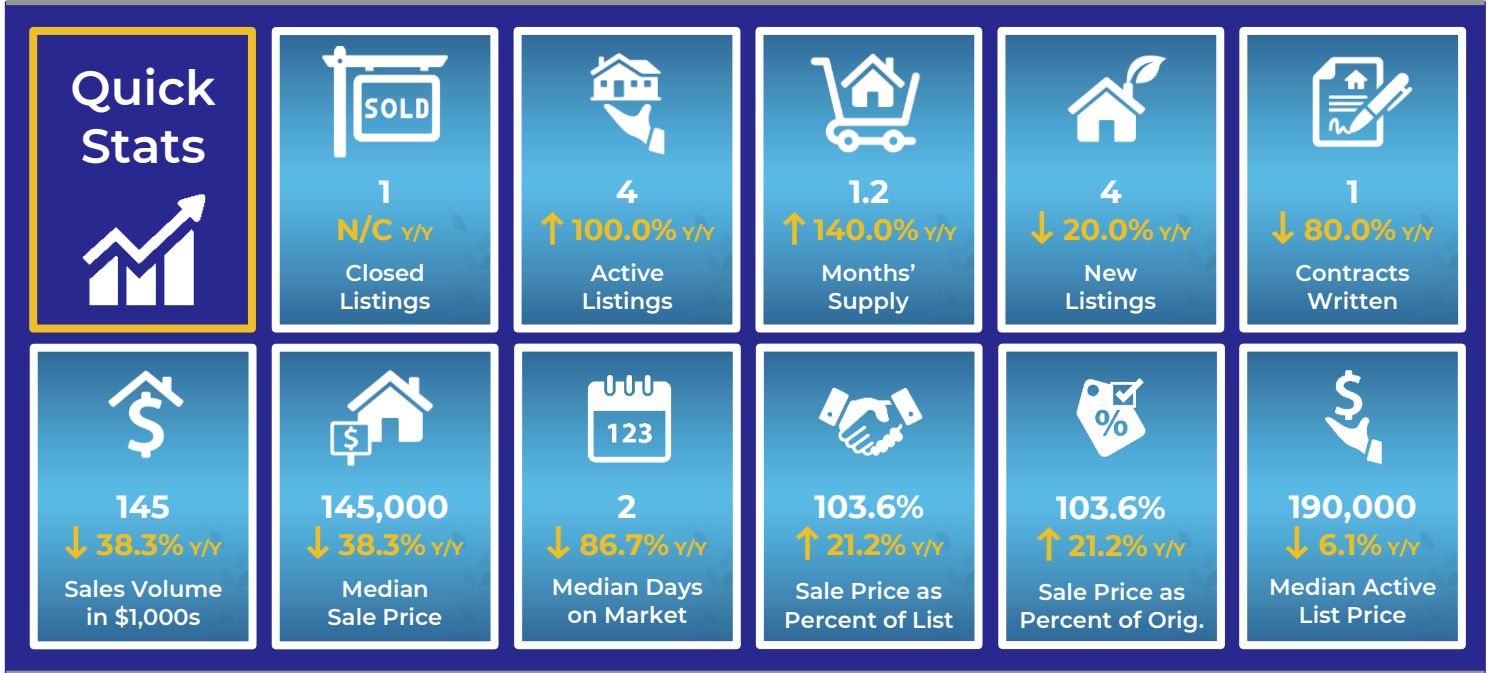 Quick
Stats
SOLD
1
N/C Y/Y
Closed
Listings
4
↑ 100.0% Y/Y
Active
Listings
1.2
↑ 140.0% Y/Y
Months’
Supply
4
↓ 20.0% Y/Y
New
Listings
1
↓ 80.0% Y/Y
Contracts
Written
$
145
↓ 38.3% Y/Y
Sales Volume
in $1,000s
$
145,000
↓ 38.3% Y/Y
Median
Sale Price
123
2
↓ 86.7% Y/Y
Median Days
on Market
103.6%
↑ 21.2% Y/Y
Sale Price as
Percent of List
%
103.6%
↑ 21.2% Y/Y
Sale Price as
Percent of Orig.
$
190,000
↓ 6.1% Y/Y
Median Active
List Price